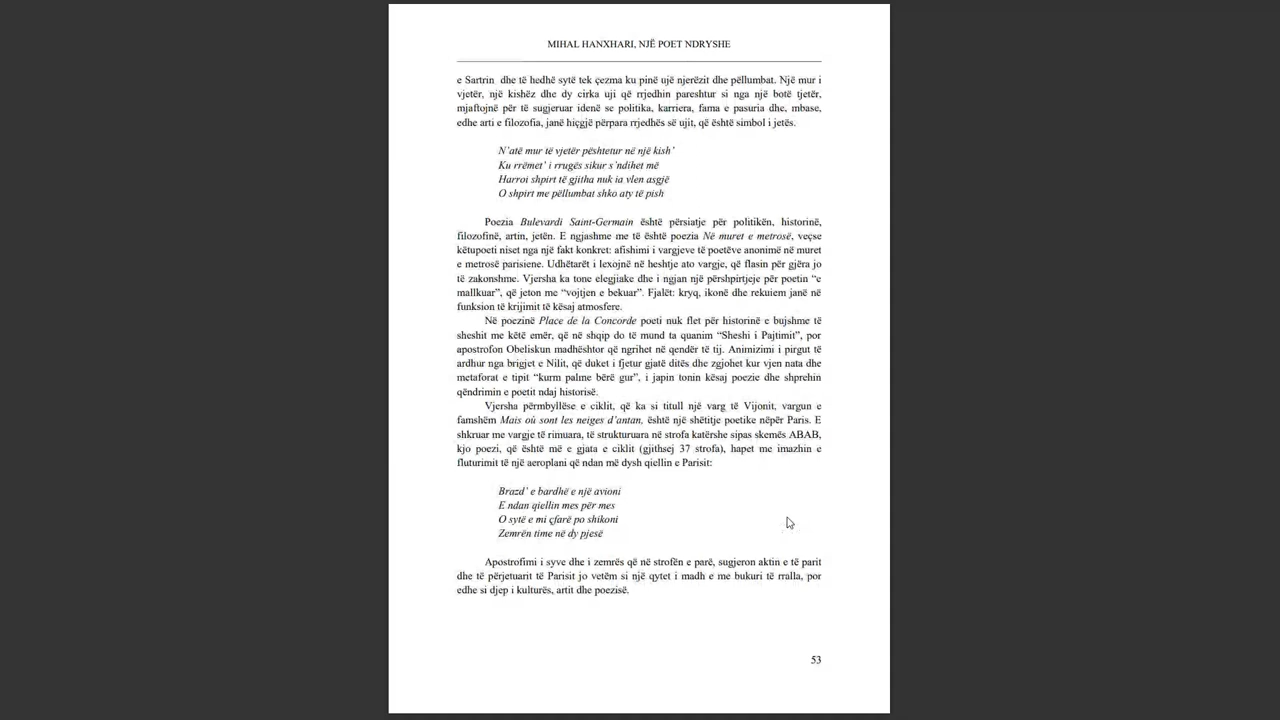 MIHAL HANXHARI, NJË POET NDRYSHE
e Sartrin dhe të hedhë sytë tek çezma ku pinë ujë njerëzit dhe pëllumbat. Një mur i
vjetër, një kishëz dhe dy cirka uji që rrjedhin pareshtur si nga një botë tjetër,
mjaftojnë për të sugjeruar idenë se politika, karriera, fama e pasuria dhe, mbase,
edhe arti e filozofia, janë hiçgjë përpara rrjedhës së ujit, që është simbol i jetës.
N’atë mur të vjetër pështetur në një kish’
Ku rrëmet’ i rrugës sikur s’ndihet më
Harroi shpirt të gjitha nuk ia vlen asgjë
O shpirt me pëllumbat shko aty të pish
Poezia Bulevardi Saint-Germain është përsiatje për politikën, historinë,
filozofinë, artin, jetën. E ngjashme me të është poezia Në muret e metrosë, veçse
këtupoeti niset nga një fakt konkret: afishimi i vargjeve të poetëve anonimë në muret
e metrosë parisiene. Udhëtarët i lexojnë në heshtje ato vargje, që flasin për gjëra jo
të zakonshme. Vjersha ka tone elegjiake dhe i ngjan një përshpirtjeje për poetin “e
mallkuar”, që jeton me “vojtjen e bekuar”. Fjalët: kryq, ikonë dhe rekuiem janë në
funksion të krijimit të kësaj atmosfere.
Në poezinë Place de la Concorde poeti nuk flet për historinë e bujshme të
sheshit me këtë emër, që në shqip do të mund ta quanim “Sheshi i Pajtimit”, por
apostrofon Obeliskun madhështor që ngrihet në qendër të tij. Animizimi i pirgut të
ardhur nga brigjet e Nilit, që duket i fjetur gjatë ditës dhe zgjohet kur vjen nata dhe
metaforat e tipit “kurm palme bërë gur”, i japin tonin kësaj poezie dhe shprehin
qëndrimin e poetit ndaj historisë.
Vjersha përmbyllëse e ciklit, që ka si titull një varg të Vijonit, vargun e
famshëm Mais où sont les neiges d’antan, është një shëtitje poetike nëpër Paris. E
shkruar me vargje të rimuara, të strukturuara në strofa katërshe sipas skemës ABAB,
kjo poezi, që është më e gjata e ciklit (gjithsej 37 strofa), hapet me imazhin e
fluturimit të një aeroplani që ndan më dysh qiellin e Parisit:
Brazd’ e bardhë e një avioni
E ndan qiellin mes për mes
O sytë e mi çfarë po shikoni
Zemrën time në dy pjesë
Apostrofimi i syve dhe i zemrës që në strofën e parë, sugjeron aktin e të parit
dhe të përjetuarit të Parisit jo vetëm si një qytet i madh e me bukuri të rralla, por
edhe si djep i kulturës, artit dhe poezisë.
53